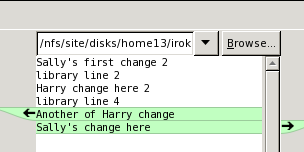 /nfs/site/disks/home13/irok
Browse...
Sally's first change 2
library line 2
Harry change here 2
library line 4
Another of Harry change
Sally's change here